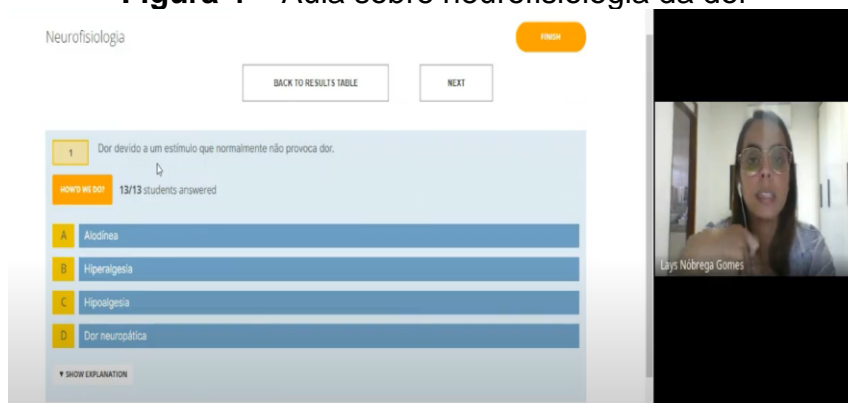 Figura 4 – Aula sobre neurofisiologia da dor
Neurofisiologia
FINISH
BACK TO RESULTS TABLE
NEXT
1 Dor devido a um estímulo que normalmente não provoca dor.
HOW'D WE DO? 13/13 students answered
A Alodínea
B Hiperalgesia
C Hipoalgesia
D Dor neuropática
▼ SHOW EXPLANATION
Lays Nóbrega Gomes